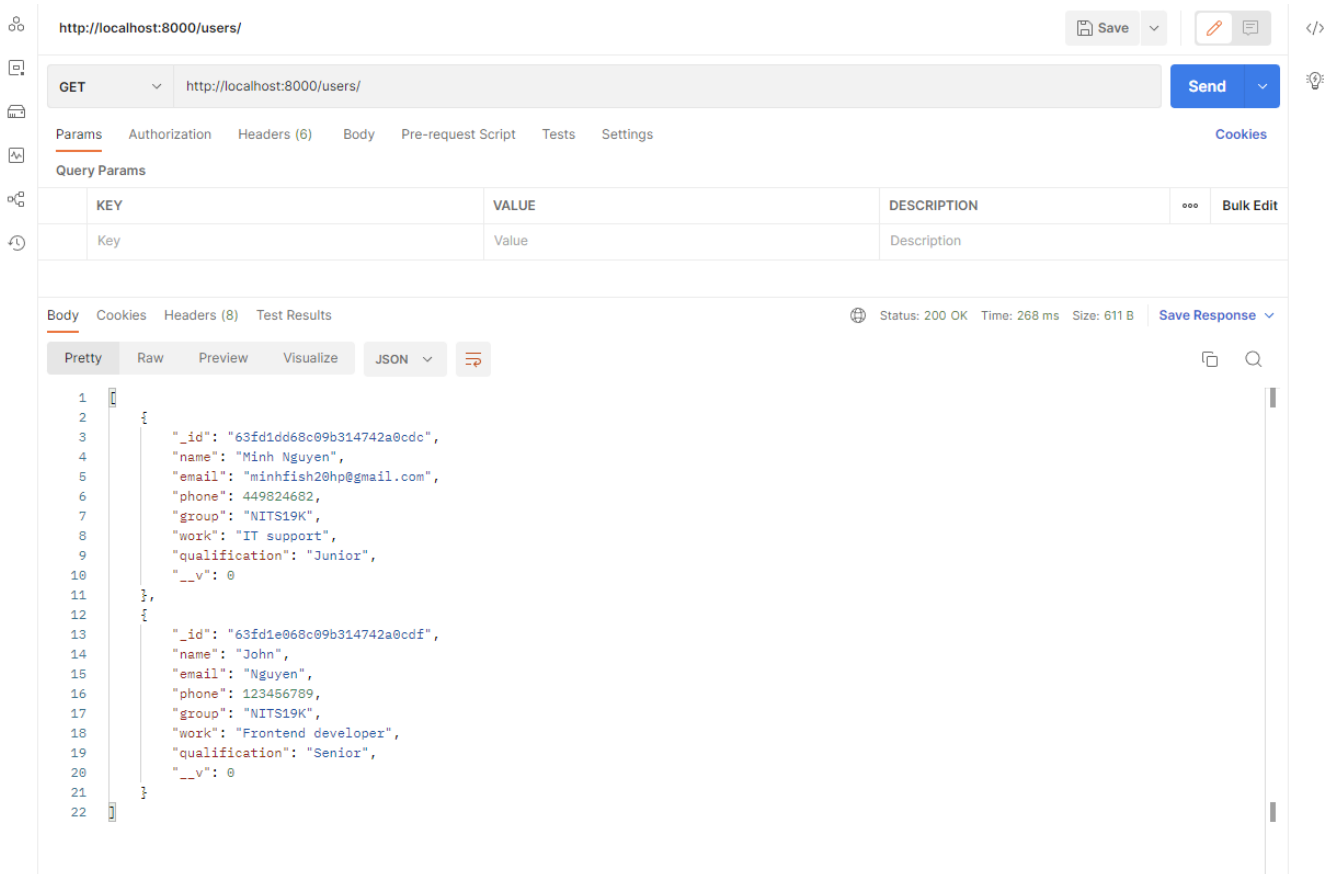 http://localhost:8000/users/ Save
GET http://localhost:8000/users/ Send
Params Authorization Headers (6) Body Pre-request Script Tests Settings Cookies
Query Params
KEY VALUE DESCRIPTION ooo Bulk Edit
Key Value Description
Body Cookies Headers (8) Test Results Status: 200 OK Time: 268 ms Size: 611 B Save Response
Pretty Raw Preview Visualize JSON
1 [
2 {
3 "_id": "63fd1dd68c09b314742a0cdc",
4 "name": "Minh Nguyen",
5 "email": "minhfish20hp@gmail.com",
6 "phone": 449824682,
7 "group": "NITS19K",
8 "work": "IT support",
9 "qualification": "Junior",
10 "__v": 0
11 },
12 {
13 "_id": "63fd1e068c09b314742a0cdf",
14 "name": "John",
15 "email": "Nguyen",
16 "phone": 123456789,
17 "group": "NITS19K",
18 "work": "Frontend developer",
19 "qualification": "Senior",
20 "__v": 0
21 }
22 ]